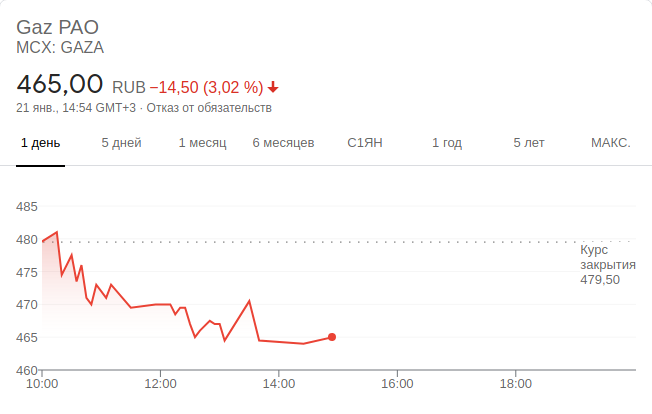 Gaz PAO
MCX: GAZA
465,00 RUB −14,50 (3,02 %)
21 янв., 14:54 GMT+3 · Отказ от обязательств
1 день 5 дней 1 месяц 6 месяцев С1ЯН 1 год 5 лет МАКС.
485
480
Курс
закрытия
479,50
475
470
465
460
10:00 12:00 14:00 16:00 18:00